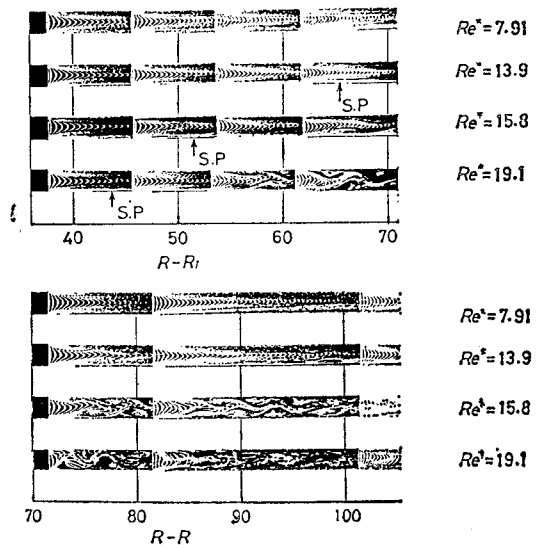 Re*=7.91
Re*=13.9
S.P
Re*=15.8
S.P
Re*=19.1
S.P
40 50 60 70
R-R₁
Re*=7.91
Re*=13.9
Re*=15.8
Re*=19.1
70 80 90 100
R-R